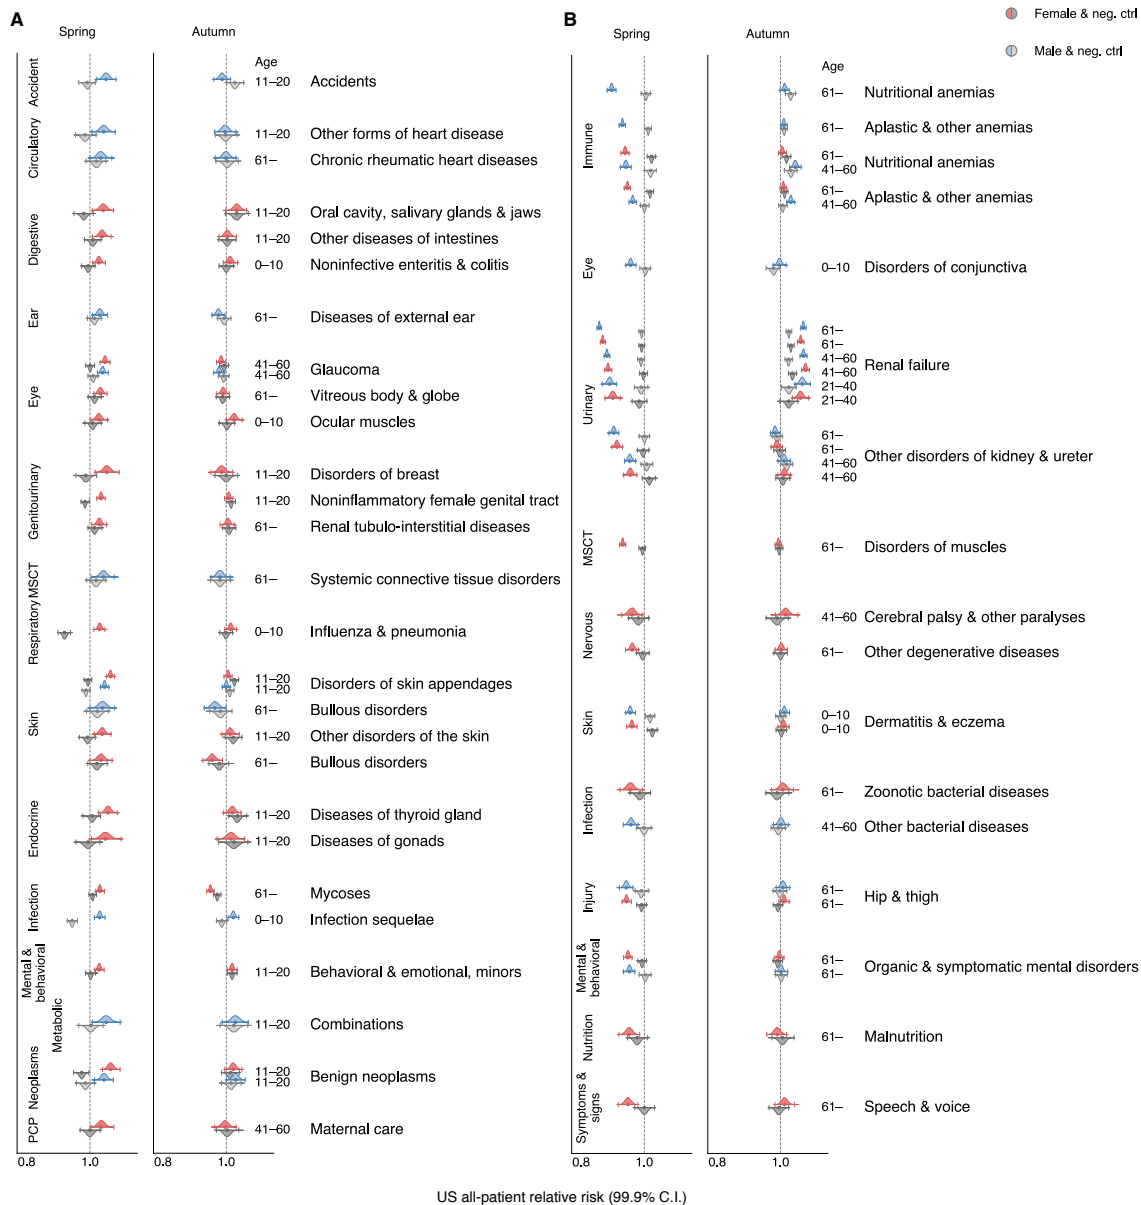 A
Spring
Autumn
Age
Accident
11–20 Accidents
Circulatory
11–20 Other forms of heart disease
61– Chronic rheumatic heart diseases
Digestive
11–20 Oral cavity, salivary glands & jaws
11–20 Other diseases of intestines
0–10 Noninfective enteritis & colitis
Ear
61– Diseases of external ear
Eye
41–60
41–60
Glaucoma
61– Vitreous body & globe
0–10 Ocular muscles
Genitourinary
11–20 Disorders of breast
11–20 Noninflammatory female genital tract
61– Renal tubulo-interstitial diseases
MSCT
61– Systemic connective tissue disorders
Respiratory
0–10 Influenza & pneumonia
Skin
11–20
11–20
Disorders of skin appendages
61– Bullous disorders
11–20 Other disorders of the skin
61– Bullous disorders
Endocrine
11–20 Diseases of thyroid gland
11–20 Diseases of gonads
Infection
61– Mycoses
0–10 Infection sequelae
Mental &
behavioral
11–20 Behavioral & emotional, minors
Metabolic
11–20 Combinations
Neoplasms
11–20
11–20
Benign neoplasms
PCP
41–60 Maternal care
0.8 1.0 1.0
B
Female & neg. ctrl
Male & neg. ctrl
Spring
Autumn
Age
Immune
61– Nutritional anemias
61– Aplastic & other anemias
61–
41–60
Nutritional anemias
61–
41–60
Aplastic & other anemias
Eye
0–10 Disorders of conjunctiva
Urinary
61–
61–
41–60
41–60
21–40
21–40
Renal failure
61–
61–
41–60
41–60
Other disorders of kidney & ureter
MSCT
61– Disorders of muscles
Nervous
41–60 Cerebral palsy & other paralyses
61– Other degenerative diseases
Skin
0–10
0–10
Dermatitis & eczema
Infection
61– Zoonotic bacterial diseases
41–60 Other bacterial diseases
Injury
61–
61–
Hip & thigh
Mental &
behavioral
61–
61–
Organic & symptomatic mental disorders
Nutrition
61– Malnutrition
Symptoms &
signs
61– Speech & voice
0.8 1.0 0.8 1.0
US all-patient relative risk (99.9% C.I.)